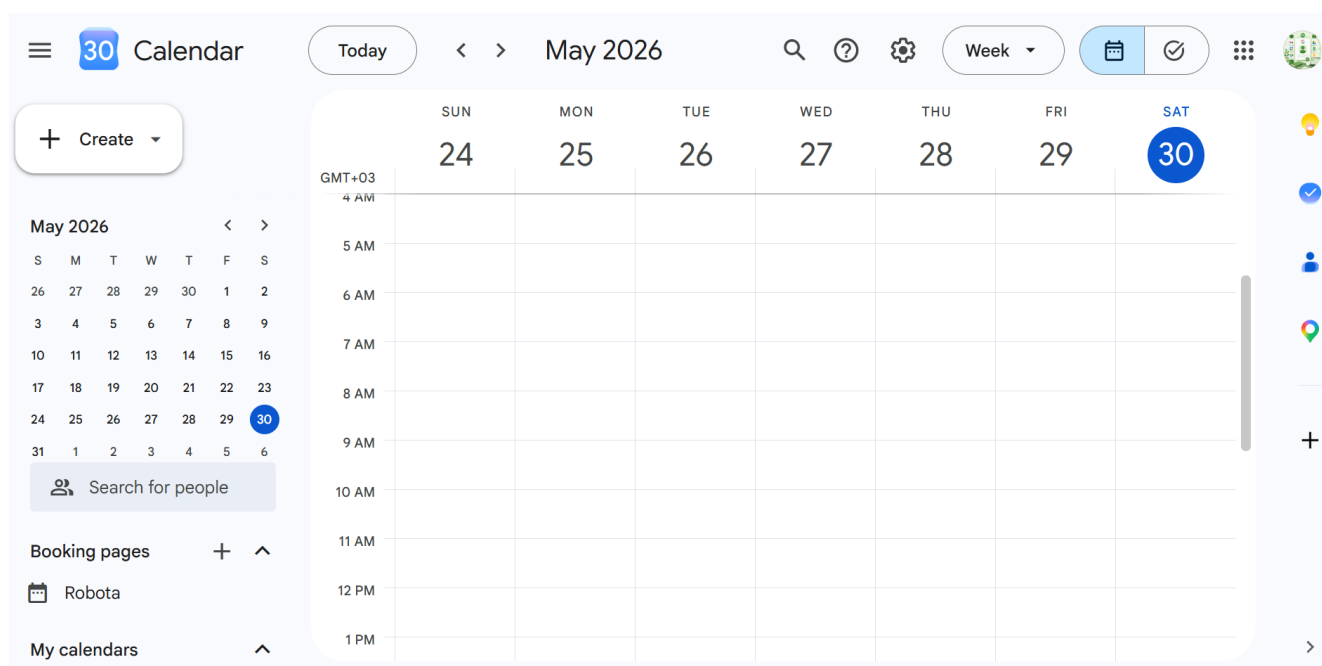 30 Calendar
Today
May 2026
Week
Create
SUN MON TUE WED THU FRI SAT
24 25 26 27 28 29 30
GMT+03
May 2026
S M T W T F S
26 27 28 29 30 1 2
3 4 5 6 7 8 9
10 11 12 13 14 15 16
17 18 19 20 21 22 23
24 25 26 27 28 29 30
31 1 2 3 4 5 6
Search for people
Booking pages
Robota
My calendars
4 AM
5 AM
6 AM
7 AM
8 AM
9 AM
10 AM
11 AM
12 PM
1 PM